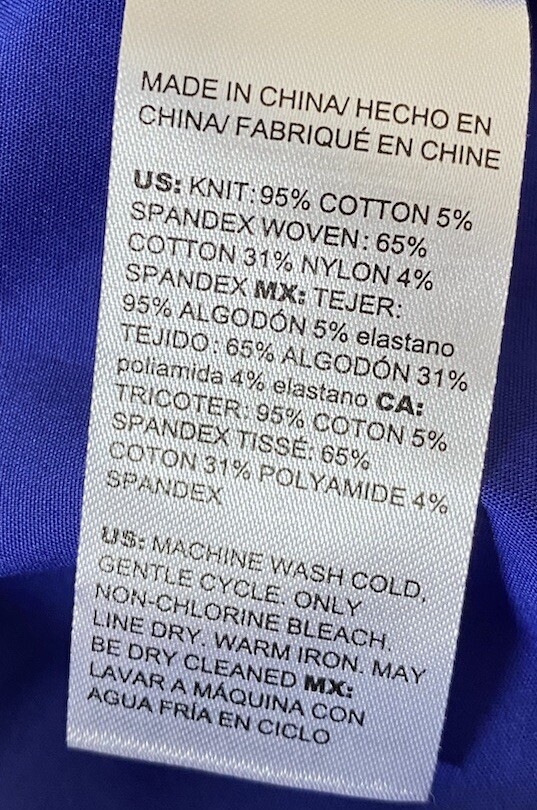 MADE IN CHINA/ HECHO EN
CHINA/ FABRIQUÉ EN CHINE
US: KNIT: 95% COTTON 5%
SPANDEX WOVEN: 65%
COTTON 31% NYLON 4%
SPANDEX MX: TEJER:
95% ALGODÓN 5% elastano
TEJIDO: 65% ALGODÓN 31%
poliamida 4% elastano CA:
TRICOTER: 95% COTON 5%
SPANDEX TISSÉ: 65%
COTON 31% POLYAMIDE 4%
SPANDEX
US: MACHINE WASH COLD,
GENTLE CYCLE. ONLY
NON-CHLORINE BLEACH.
LINE DRY. WARM IRON. MAY
BE DRY CLEANED MX:
LAVAR A MÁQUINA CON
AGUA FRÍA EN CICLO